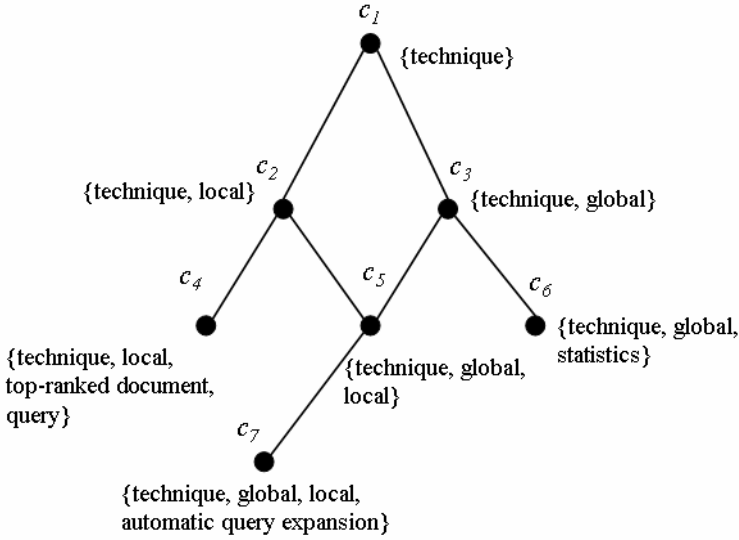 c1
{technique}
c2
c3
{technique, local}
{technique, global}
c4
c5
c6
{technique, local,
top-ranked document,
query}
{technique, global,
local}
{technique, global,
statistics}
c7
{technique, global, local,
automatic query expansion}